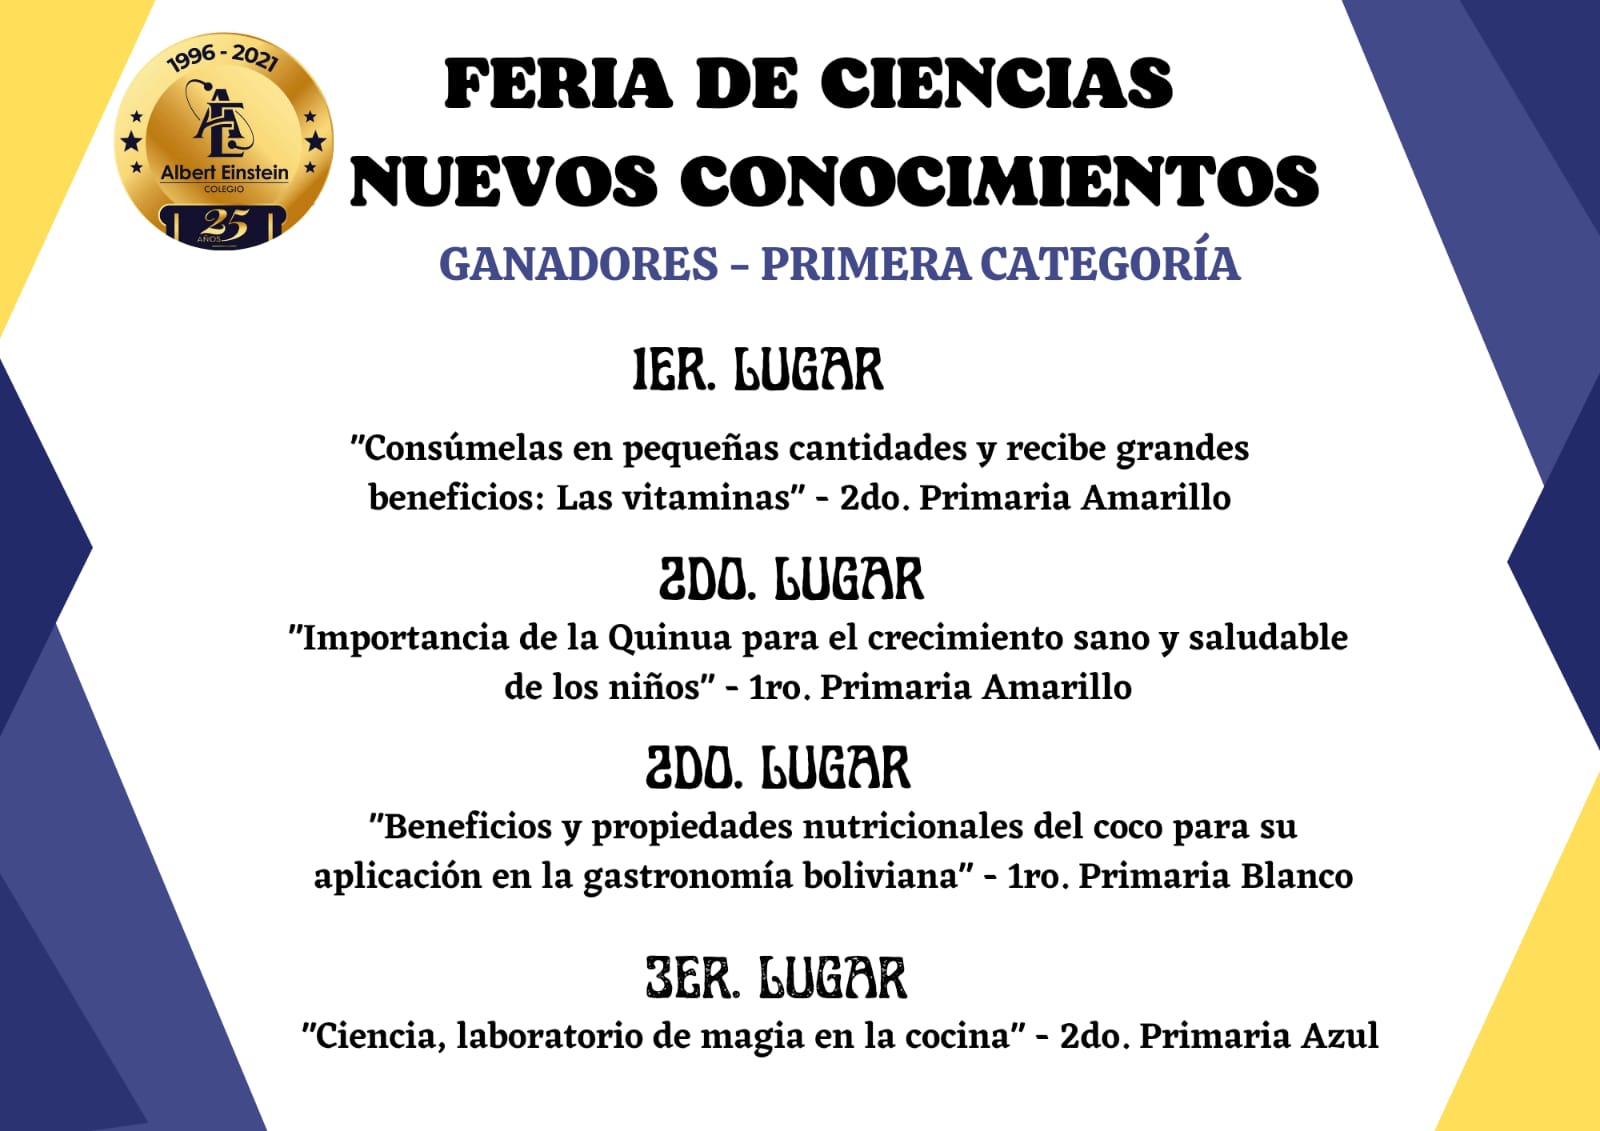 1996 - 2021
AE
Albert Einstein
COLEGIO
25
AÑOS
FERIA DE CIENCIAS
NUEVOS CONOCIMIENTOS
GANADORES - PRIMERA CATEGORÍA
1ER. LUGAR
"Consúmelas en pequeñas cantidades y recibe grandes
beneficios: Las vitaminas" - 2do. Primaria Amarillo
2DO. LUGAR
"Importancia de la Quinua para el crecimiento sano y saludable
de los niños" - 1ro. Primaria Amarillo
2DO. LUGAR
"Beneficios y propiedades nutricionales del coco para su
aplicación en la gastronomía boliviana" - 1ro. Primaria Blanco
3ER. LUGAR
"Ciencia, laboratorio de magia en la cocina" - 2do. Primaria Azul